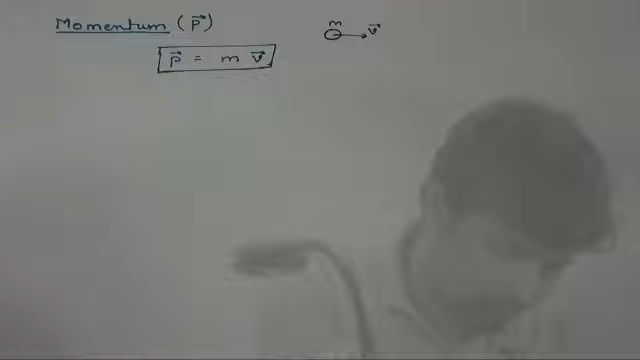 Momentum (p⃗)
m
v⃗
p⃗ = m v⃗